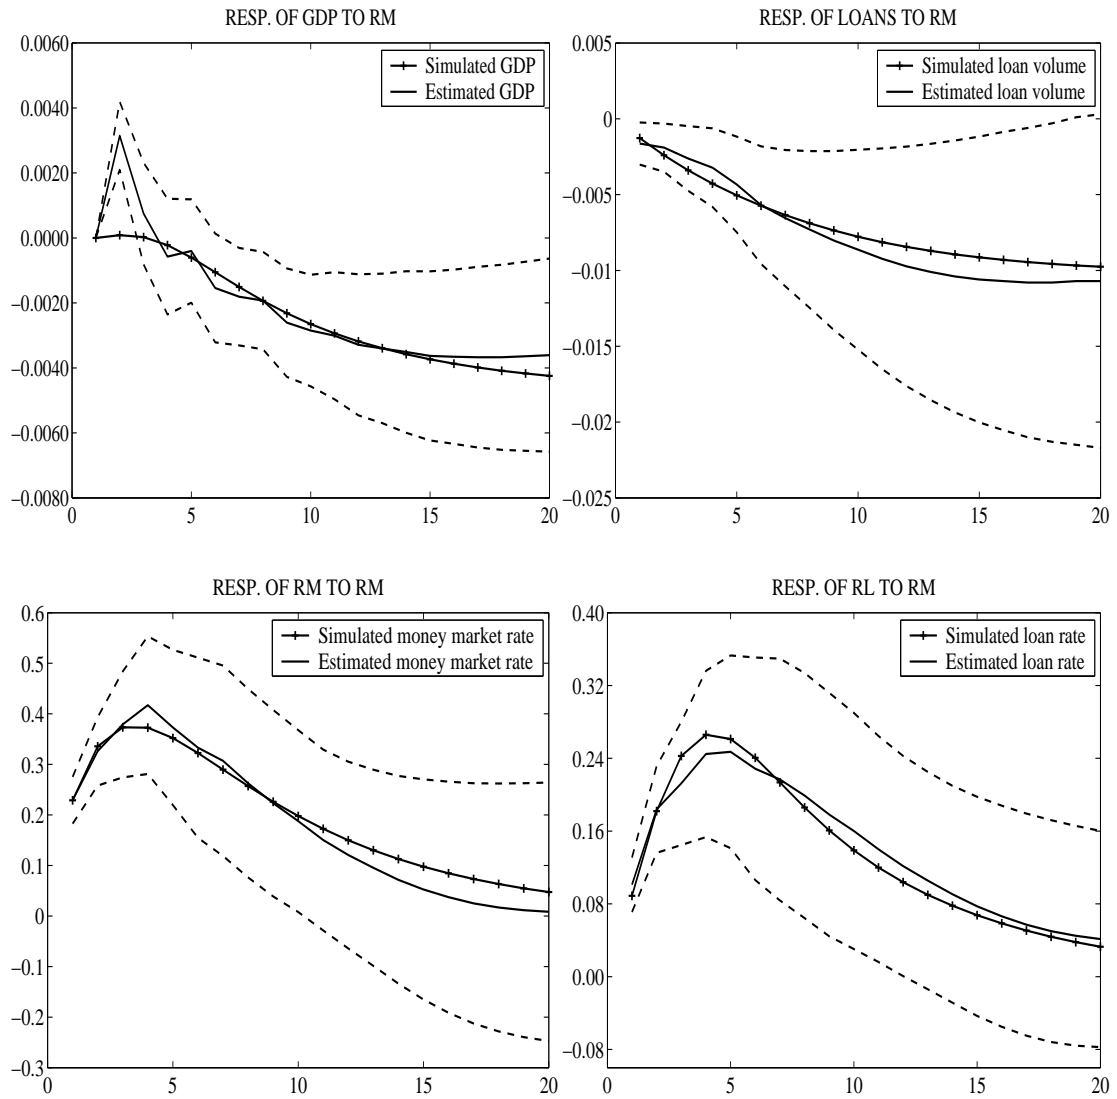 RESP. OF GDP TO RM
0.0060
0.0040
0.0020
0.0000
−0.0020
−0.0040
−0.0060
−0.0080
0 5 10 15 20
Simulated GDP
Estimated GDP
RESP. OF LOANS TO RM
0.005
0
−0.005
−0.01
−0.015
−0.02
−0.025
0 5 10 15 20
Simulated loan volume
Estimated loan volume
RESP. OF RM TO RM
0.6
0.5
0.4
0.3
0.2
0.1
0
−0.1
−0.2
−0.3
0 5 10 15 20
Simulated money market rate
Estimated money market rate
RESP. OF RL TO RM
0.40
0.32
0.24
0.16
0.08
0.00
−0.08
0 5 10 15 20
Simulated loan rate
Estimated loan rate